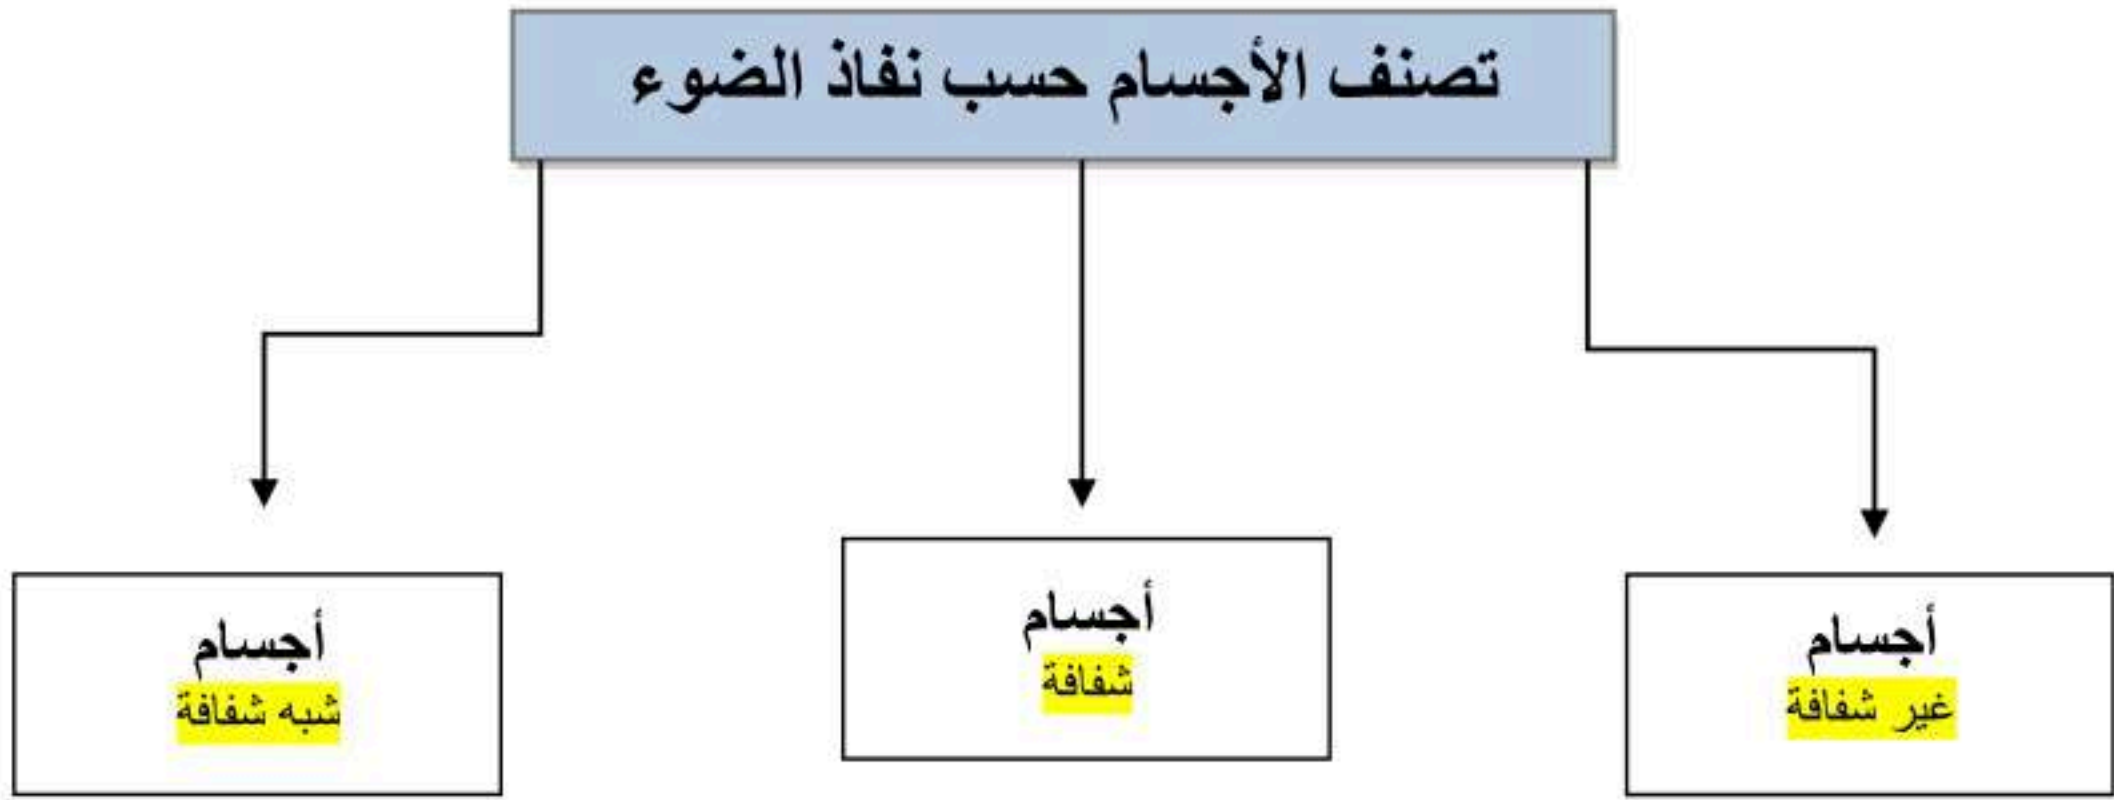 تصنف الأجسام حسب نفاذ الضوء
أجسام
غير شفافة
أجسام
شفافة
أجسام
شبه شفافة